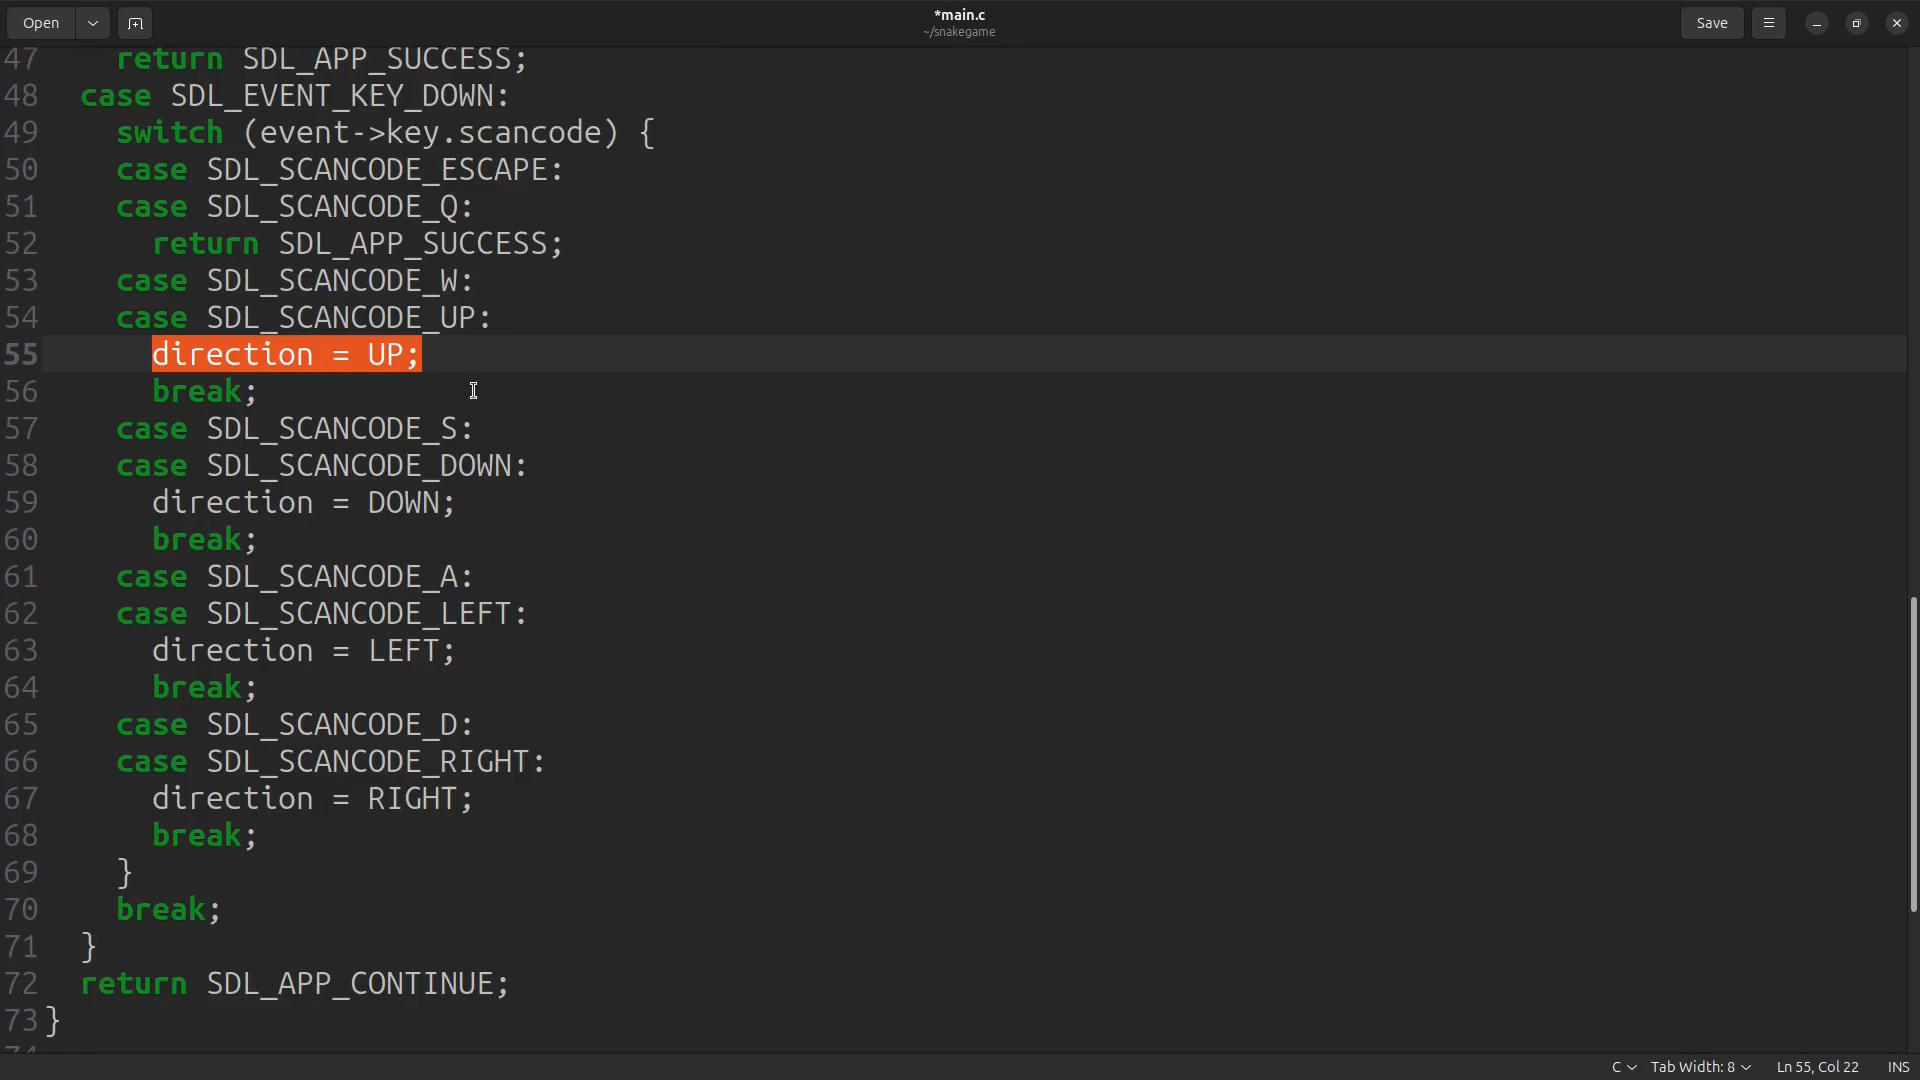 Open
*main.c
~/snakegame
Save
47 return SDL_APP_SUCCESS;
48 case SDL_EVENT_KEY_DOWN:
49 switch (event->key.scancode) {
50 case SDL_SCANCODE_ESCAPE:
51 case SDL_SCANCODE_Q:
52 return SDL_APP_SUCCESS;
53 case SDL_SCANCODE_W:
54 case SDL_SCANCODE_UP:
55 direction = UP;
56 break;
57 case SDL_SCANCODE_S:
58 case SDL_SCANCODE_DOWN:
59 direction = DOWN;
60 break;
61 case SDL_SCANCODE_A:
62 case SDL_SCANCODE_LEFT:
63 direction = LEFT;
64 break;
65 case SDL_SCANCODE_D:
66 case SDL_SCANCODE_RIGHT:
67 direction = RIGHT;
68 break;
69 }
70 break;
71 }
72 return SDL_APP_CONTINUE;
73 }
C Tab Width: 8 Ln 55, Col 22 INS